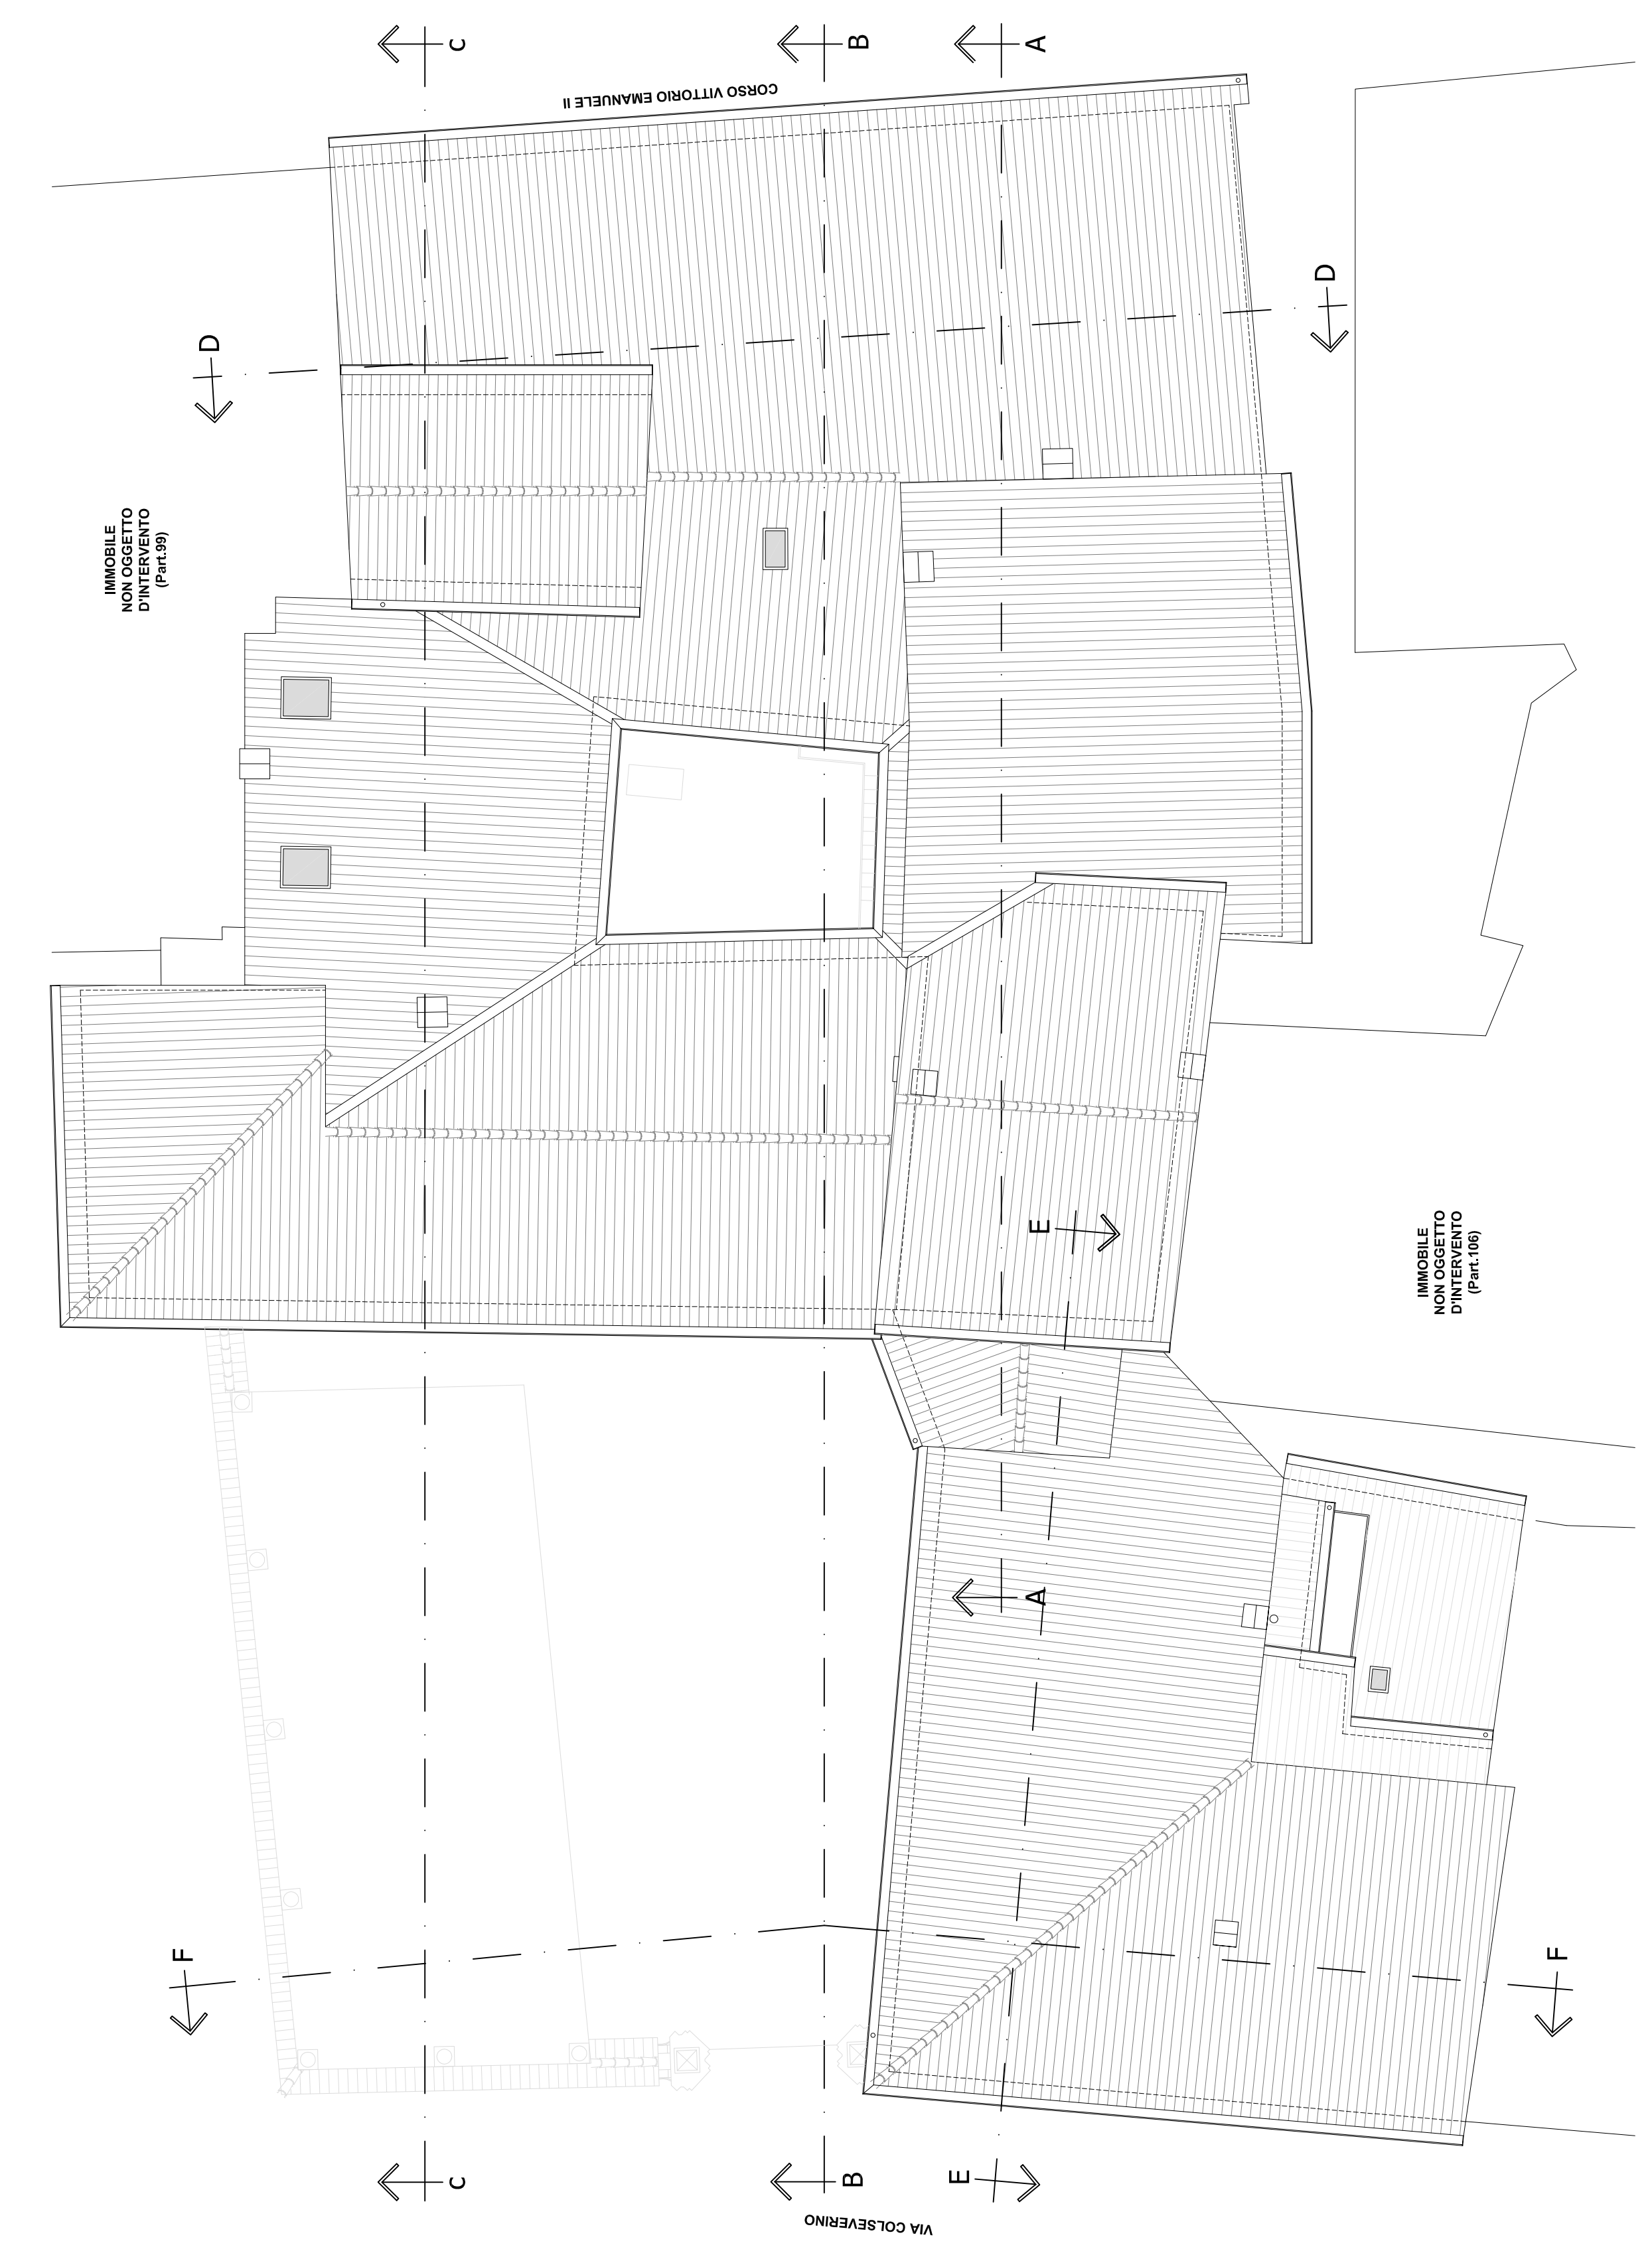 c
B
A
CORSO VITTORIO EMANUELE II
D
D
IMMOBILE
NON OGGETTO
D'INTERVENTO
(Part.99)
E
IMMOBILE
NON OGGETTO
D'INTERVENTO
(Part.106)
A
F
F
c
B
E
VIA COLSEVERINO